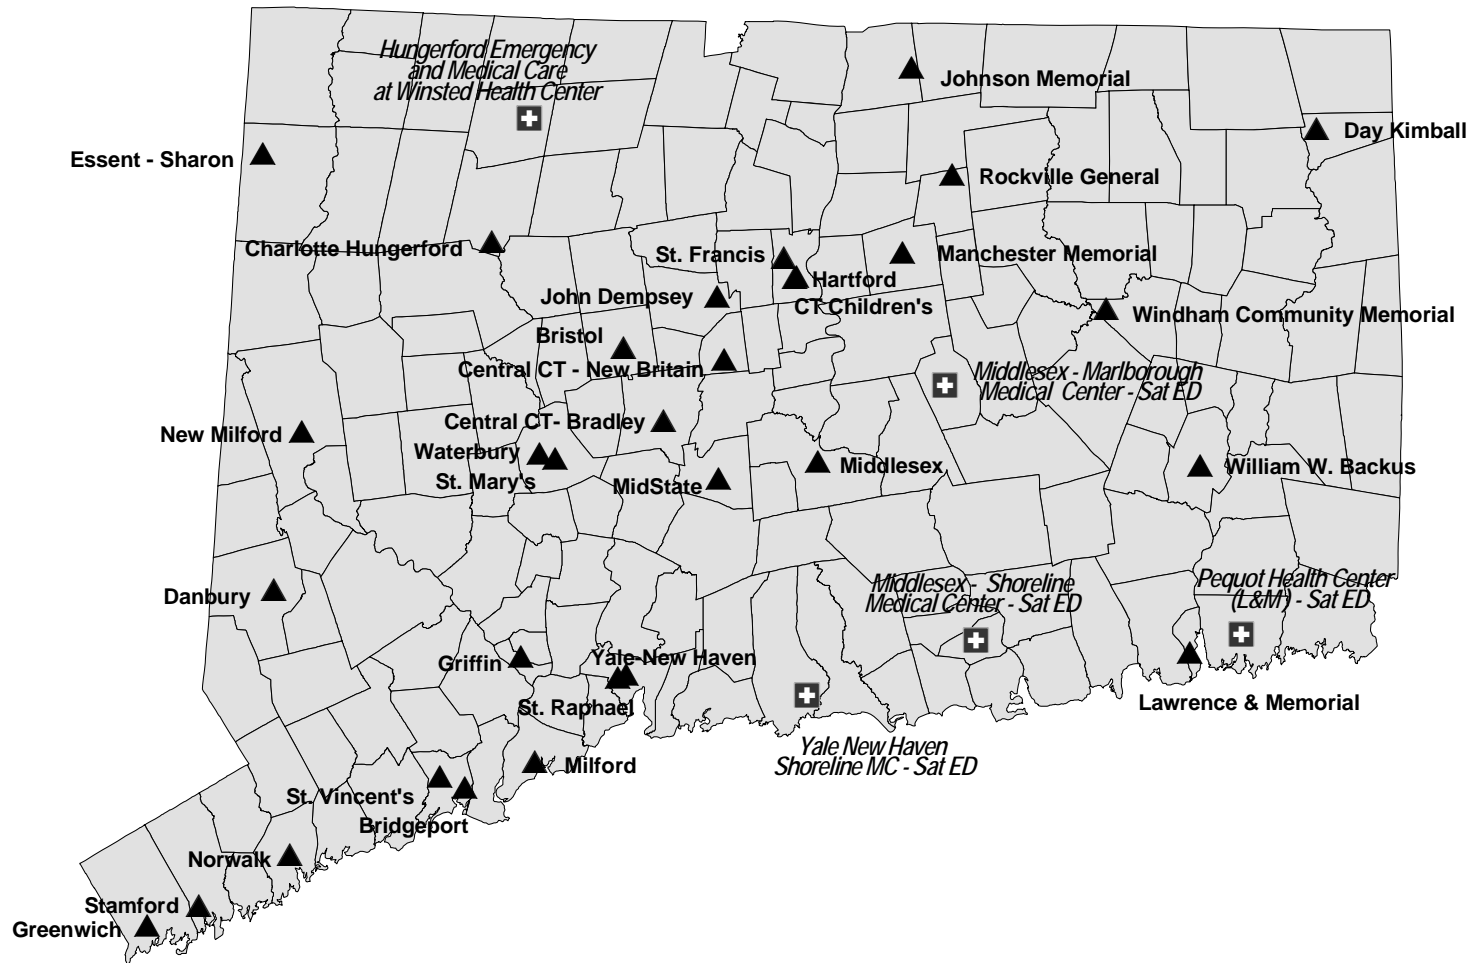 Hungerford Emergency
and Medical Care
at Winsted Health Center
Johnson Memorial
Day Kimball
Essent - Sharon
Rockville General
Charlotte Hungerford
St. Francis
Manchester Memorial
Hartford
John Dempsey
CT Children's
Windham Community Memorial
Bristol
Central CT - New Britain
Middlesex - Marlborough
Medical Center - Sat ED
Central CT- Bradley
New Milford
Waterbury
St. Mary's
MidState
Middlesex
William W. Backus
Danbury
Middlesex - Shoreline
Medical Center - Sat ED
Pequot Health Center
(L&M) - Sat ED
Griffin
Yale-New Haven
St. Raphael
Lawrence & Memorial
Yale New Haven
Shoreline MC - Sat ED
Milford
St. Vincent's
Bridgeport
Norwalk
Stamford
Greenwich